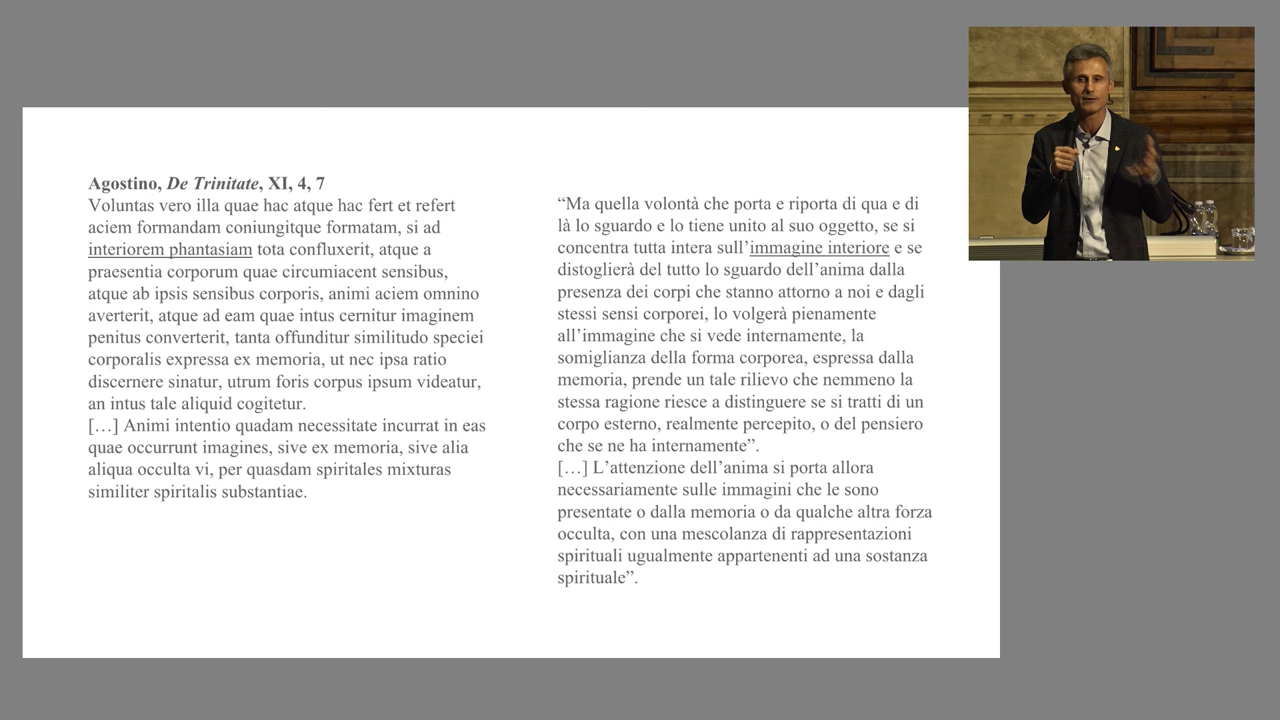 Agostino, De Trinitate, XI, 4, 7
Voluntas vero illa quae hac atque hac fert et refert
aciem formandam coniungitque formatam, si ad
interiorem phantasiam tota confluxerit, atque a
praesentia corporum quae circumiacent sensibus,
atque ab ipsis sensibus corporis, animi aciem omnino
averterit, atque ad eam quae intus cernitur imaginem
penitus converterit, tanta offunditur similitudo speciei
corporalis expressa ex memoria, ut nec ipsa ratio
discernere sinatur, utrum foris corpus ipsum videatur,
an intus tale aliquid cogitetur.
[…] Animi intentio quadam necessitate incurrat in eas
quae occurrunt imagines, sive ex memoria, sive alia
aliqua occulta vi, per quasdam spiritales mixturas
similiter spiritalis substantiae.
“Ma quella volontà che porta e riporta di qua e di
là lo sguardo e lo tiene unito al suo oggetto, se si
concentra tutta intera sull’immagine interiore e se
distoglierà del tutto lo sguardo dell’anima dalla
presenza dei corpi che stanno attorno a noi e dagli
stessi sensi corporei, lo volgerà pienamente
all’immagine che si vede internamente, la
somiglianza della forma corporea, espressa dalla
memoria, prende un tale rilievo che nemmeno la
stessa ragione riesce a distinguere se si tratti di un
corpo esterno, realmente percepito, o del pensiero
che se ne ha internamente”.
[…] L’attenzione dell’anima si porta allora
necessariamente sulle immagini che le sono
presentate o dalla memoria o da qualche altra forza
occulta, con una mescolanza di rappresentazioni
spirituali ugualmente appartenenti ad una sostanza
spirituale”.